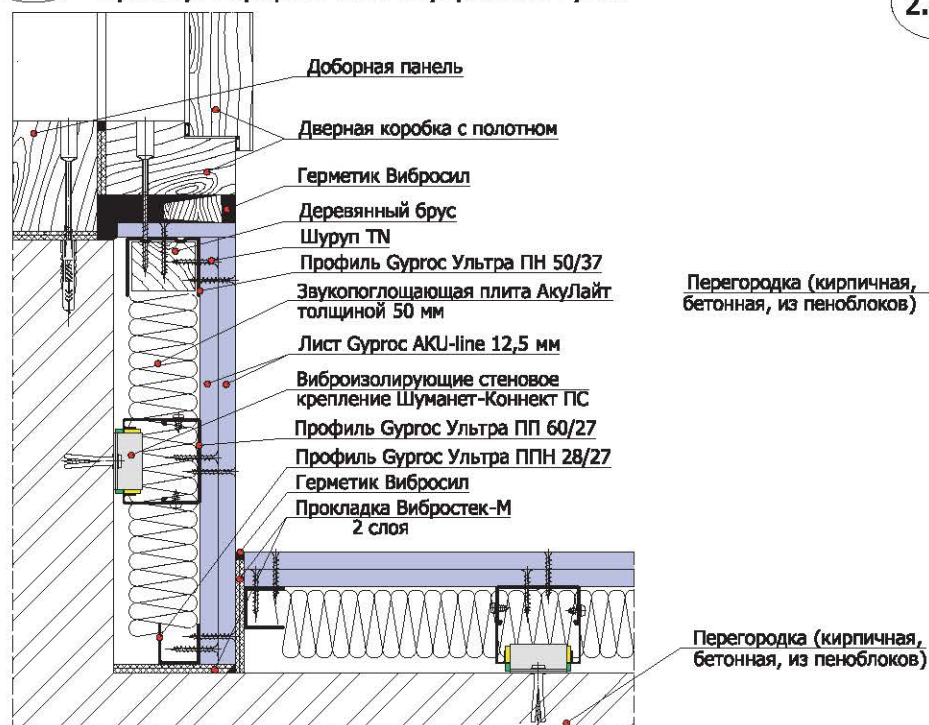 2.
Доборная панель
Дверная коробка с полотном
Герметик Вибросил
Деревянный брус
Шуруп TN
Профиль Gyproc Ультра ПН 50/37
Звукопоглощающая плита АкуЛайт
толщиной 50 мм
Лист Gyproc AKU-line 12,5 мм
Виброизолирующие стеновое
крепление Шуманет-Коннект ПС
Профиль Gyproc Ультра ПП 60/27
Профиль Gyproc Ультра ППН 28/27
Герметик Вибросил
Прокладка Вибростек-М
2 слоя
Перегородка (кирпичная,
бетонная, из пеноблоков)
Перегородка (кирпичная,
бетонная, из пеноблоков)